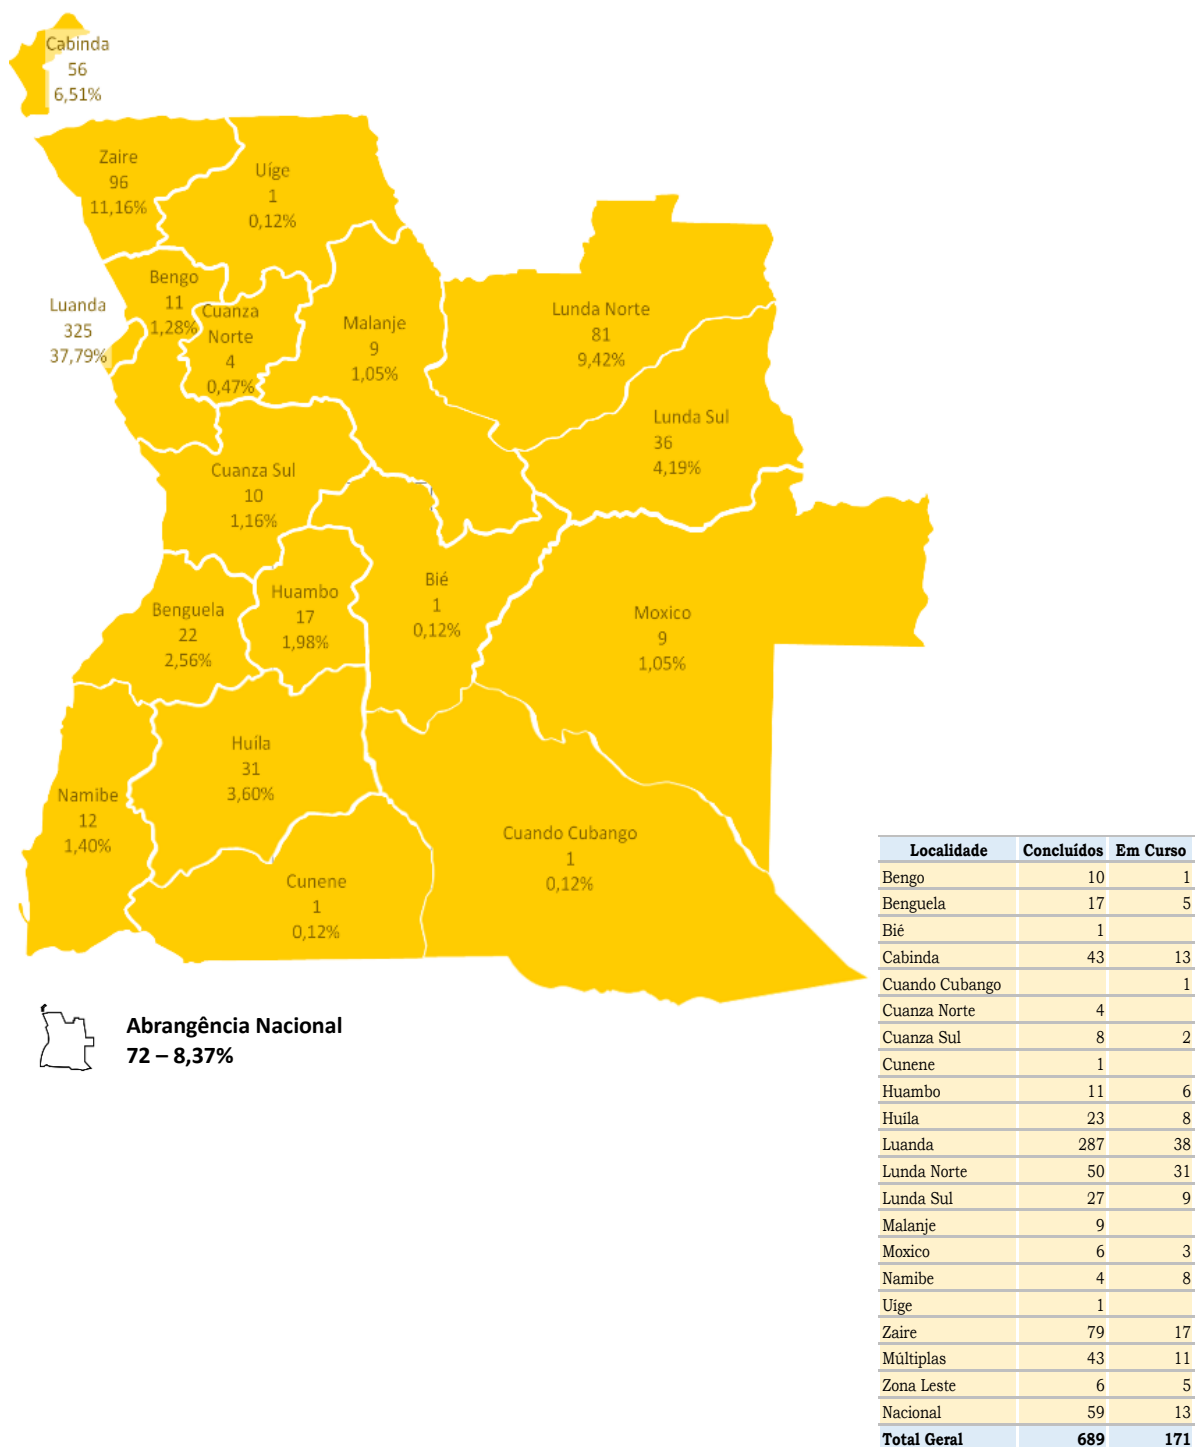 Cabinda
56
6,51%
Zaire
96
11,16%
Uíge
1
0,12%
Bengo
11
1,28%
Luanda
325
37,79%
Cuanza
Norte
4
0,47%
Malanje
9
1,05%
Lunda Norte
81
9,42%
Lunda Sul
36
4,19%
Cuanza Sul
10
1,16%
Benguela
22
2,56%
Huambo
17
1,98%
Bié
1
0,12%
Moxico
9
1,05%
Namibe
12
1,40%
Huíla
31
3,60%
Cunene
1
0,12%
Cuando Cubango
1
0,12%
Abrangência Nacional
72 – 8,37%
Localidade Concluídos Em Curso
Bengo 10 1
Benguela 17 5
Bié 1
Cabinda 43 13
Cuando Cubango 1
Cuanza Norte 4
Cuanza Sul 8 2
Cunene 1
Huambo 11 6
Huíla 23 8
Luanda 287 38
Lunda Norte 50 31
Lunda Sul 27 9
Malanje 9
Moxico 6 3
Namibe 4 8
Uíge 1
Zaire 79 17
Múltiplas 43 11
Zona Leste 6 5
Nacional 59 13
Total Geral 689 171